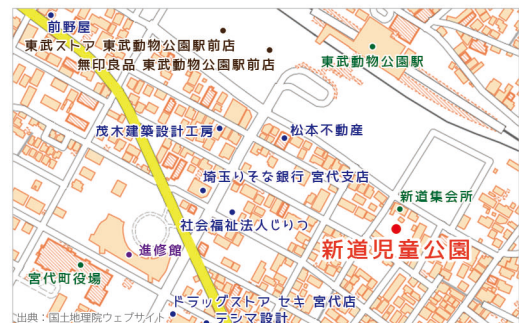 前野屋
東武ストア 東武動物公園駅前店
無印良品 東武動物公園駅前店
東武動物公園駅
茂木建築設計工房
松本不動産
埼玉りそな銀行 宮代支店
新道集会所
社会福祉法人じりつ
新道児童公園
進修館
宮代町役場
ドラッグストア セキ 宮代店
テジマ設計
出典：国土地理院ウェブサイト